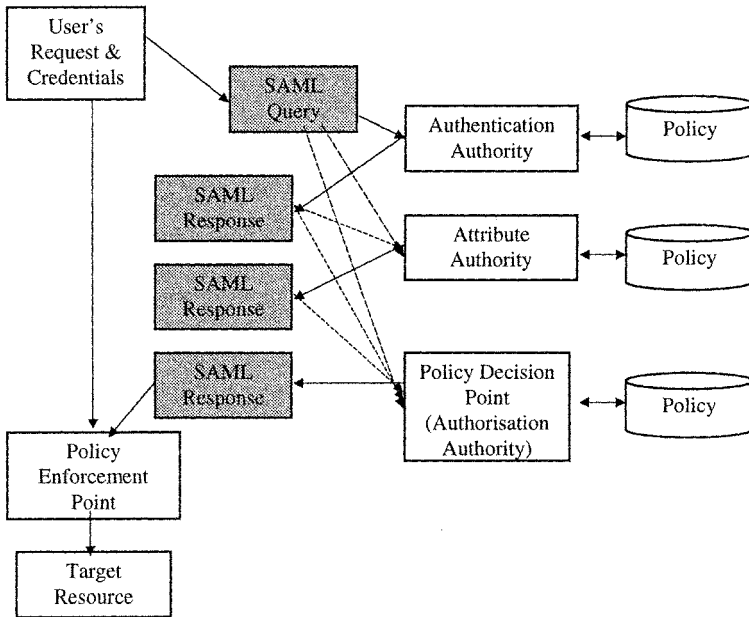 User's
Request &
Credentials
SAML
Query
Authentication
Authority
Policy
SAML
Response
Attribute
Authority
Policy
SAML
Response
SAML
Response
Policy Decision
Point
(Authorisation
Authority)
Policy
Policy
Enforcement
Point
Target
Resource